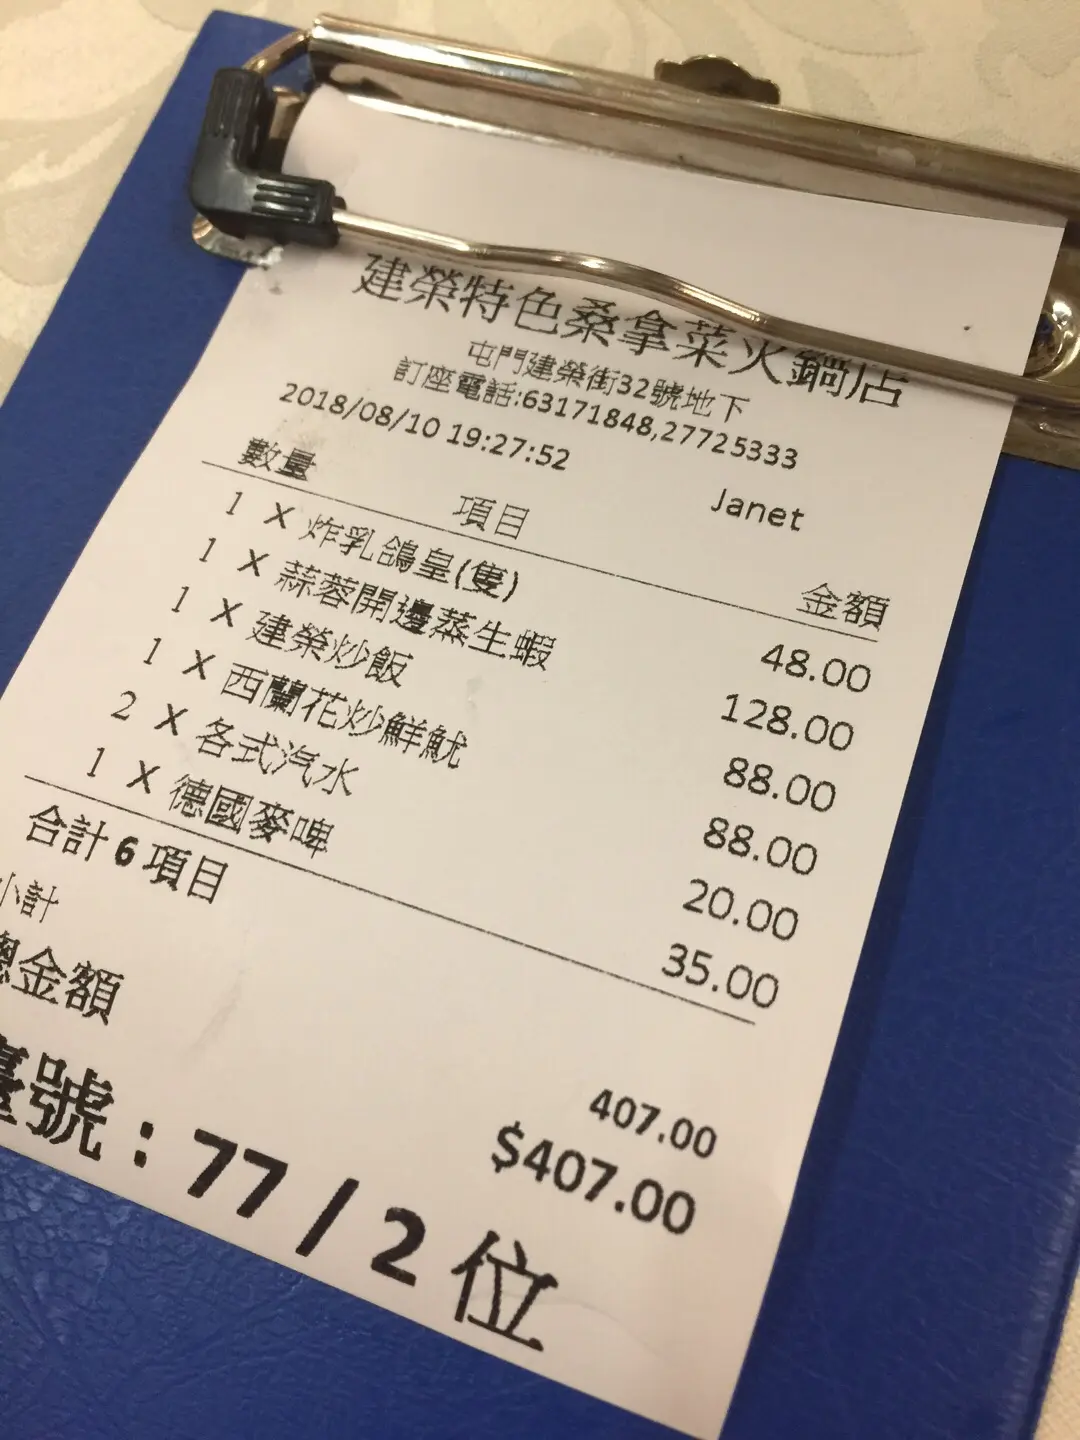 建榮特色桑拿菜火鍋店
屯門建榮街32號地下
訂座電話:63171848,27725333
2018/08/10 19:27:52 Janet
數量 項目 金額
1 X 炸乳鴿皇(隻) 48.00
1 X 蒜蓉開邊蒸生蝦 128.00
1 X 建榮炒飯 88.00
1 X 西蘭花炒鮮魷 88.00
2 X 各式汽水 20.00
1 X 德國麥啤 35.00
合計 6 項目
小計 407.00
總金額 $407.00
臺號 : 77 / 2 位